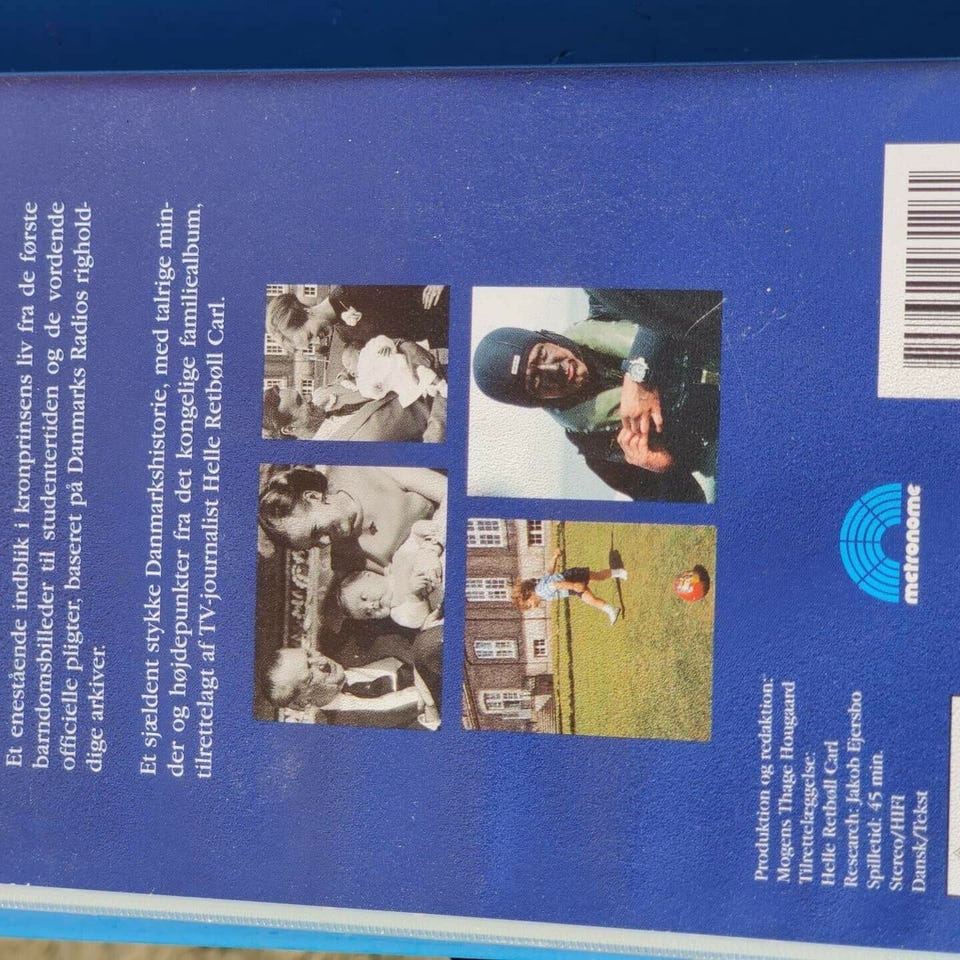 Et enestående indblik i kronprinsens liv fra de første
barndomsbilleder til studentertiden og de vordende
officielle pligter, baseret på Danmarks Radios righold-
dige arkiver.
Et sjældent stykke Danmarkshistorie, med talrige min-
der og højdepunkter fra det kongelige familiealbum,
tilrettelagt af TV-journalist Helle Retbøll Carl.
Produktion og redaktion:
Mogens Thage Hougaard
Tilrettelæggelse:
Helle Retbøll Carl
Research: Jakob Ejersbo
Spilletid: 45 min.
Stereo/HIFI
Dansk/Tekst
metronome